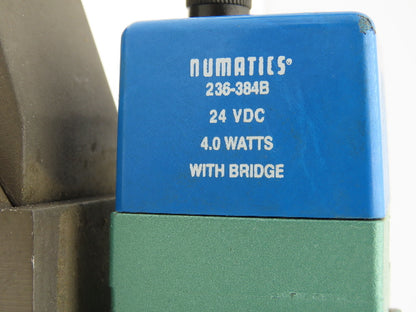 numatics®
236-384B
24 VDC
4.0 WATTS
WITH BRIDGE